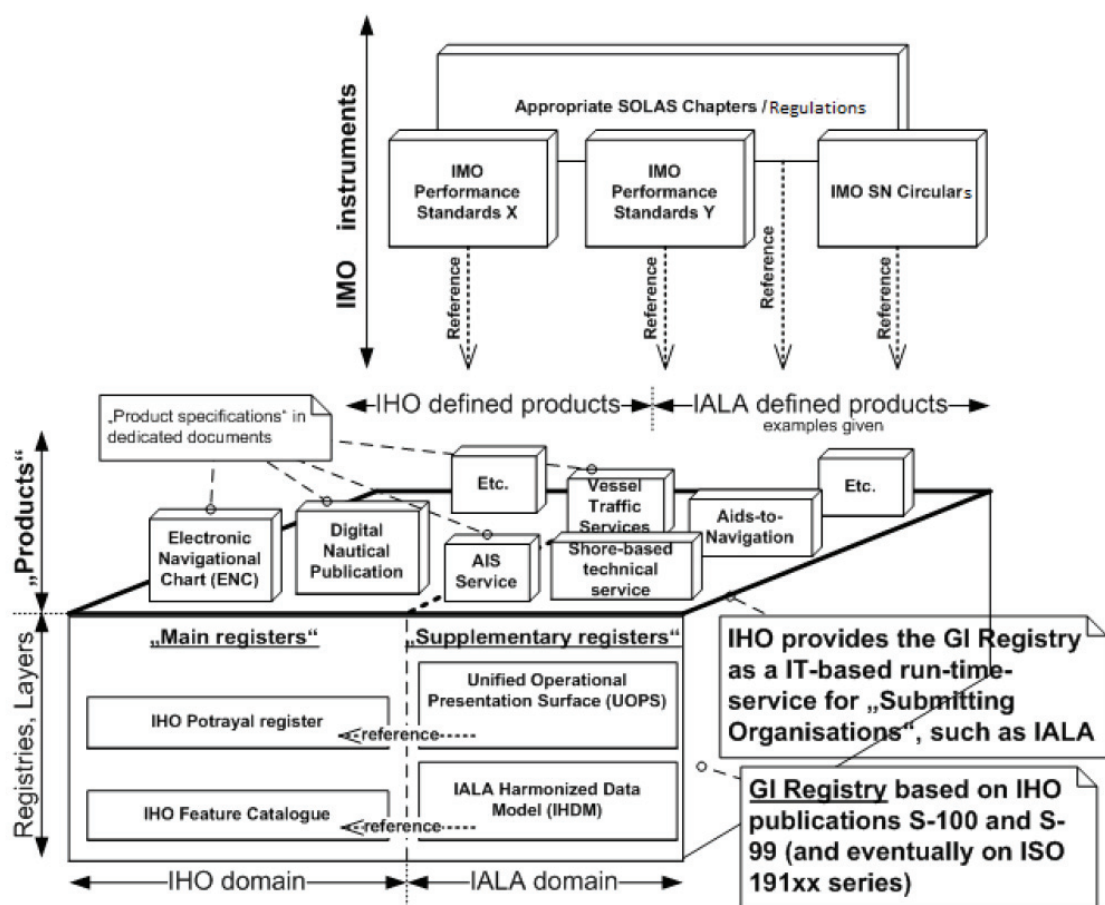 IMO instruments
Appropriate SOLAS Chapters / Regulations
IMO
Performance
Standards X
IMO
Performance
Standards Y
IMO SN Circulars
Reference
Reference
Reference
Reference
IHO defined products
IALA defined products
examples given
„Product specifications“ in
dedicated documents
„Products“
Etc.
Vessel
Traffic
Services
Etc.
Electronic
Navigational
Chart (ENC)
Digital
Nautical
Publication
AIS
Service
Shore-based
technical
service
Aids-to-
Navigation
Registries, Layers
„Main registers“
„Supplementary registers“
Unified Operational
Presentation Surface (UOPS)
IHO Potrayal register
reference
IALA Harmonized Data
Model (IHDM)
IHO Feature Catalogue
reference
IHO domain
IALA domain
IHO provides the GI Registry
as a IT-based run-time-
service for „Submitting
Organisations“, such as IALA
GI Registry based on IHO
publications S-100 and S-
99 (and eventually on ISO
191xx series)